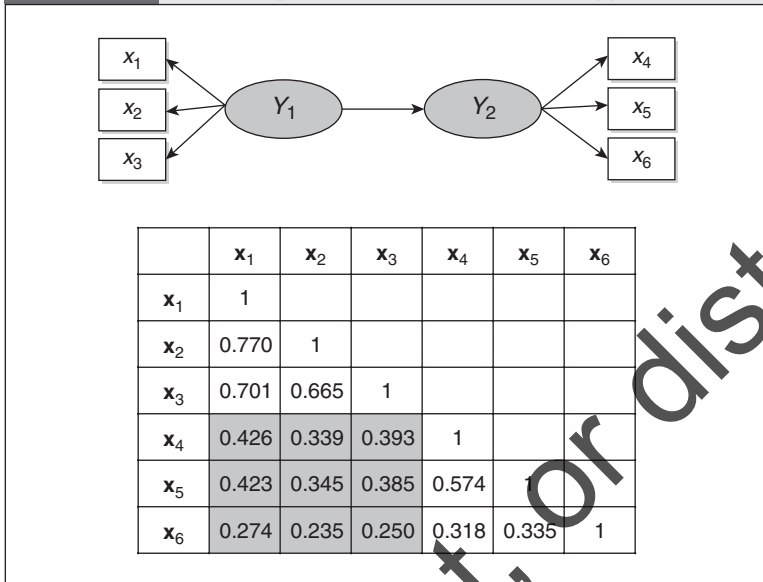 x1 x4
x2 Y1 Y2 x5
x3 x6
x1 x2 x3 x4 x5 x6
x1 1
x2 0.770 1
x3 0.701 0.665 1
x4 0.426 0.339 0.393 1
x5 0.423 0.345 0.385 0.574 1
x6 0.274 0.235 0.250 0.318 0.335 1
t, or dist